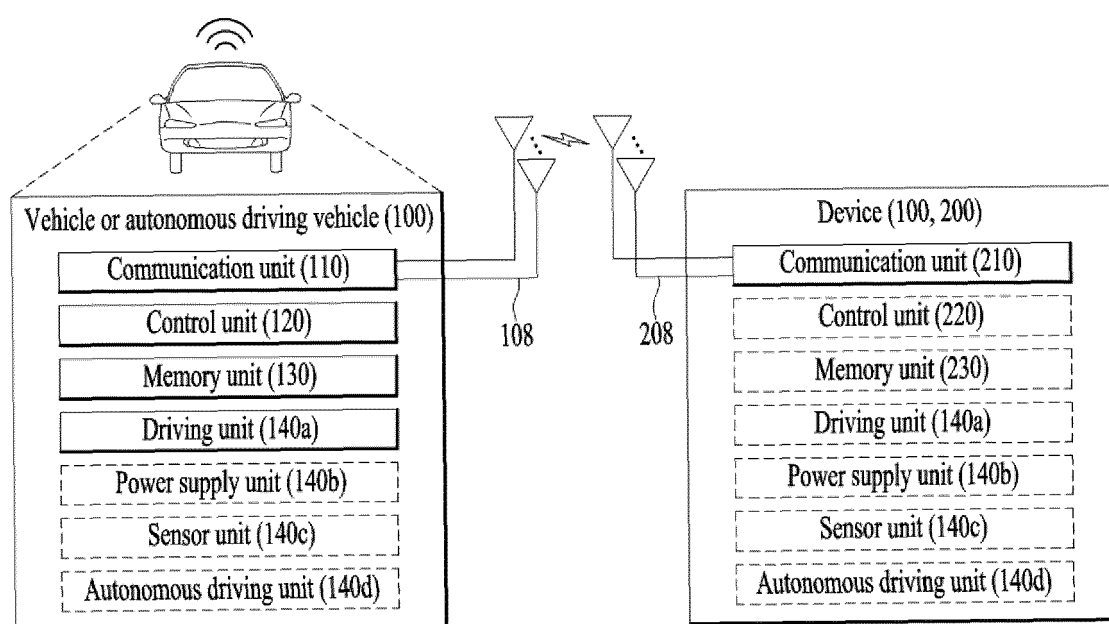 Vehicle or autonomous driving vehicle (100)
Communication unit (110)
Control unit (120)
Memory unit (130)
Driving unit (140a)
Power supply unit (140b)
Sensor unit (140c)
Autonomous driving unit (140d)
108
208
Device (100, 200)
Communication unit (210)
Control unit (220)
Memory unit (230)
Driving unit (140a)
Power supply unit (140b)
Sensor unit (140c)
Autonomous driving unit (140d)